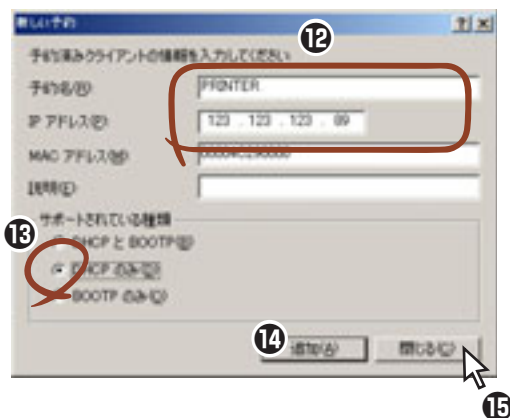 新しい予約
⑫
予約済みクライアントの情報を入力してください
予約名(R) PRINTER
IP アドレス(P) 123 . 123 . 123 . 89
MAC アドレス(M)
説明(E)
サポートされている種類
⑬
DHCP と BOOTP(B)
DHCP のみ(D)
BOOTP のみ(O)
⑭
追加(A) 閉じる(C)
⑮